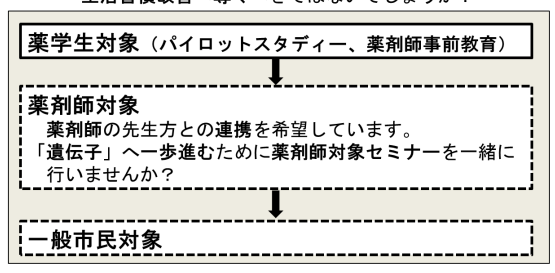 薬学生対象（パイロットスタディー、薬剤師事前教育）
薬剤師対象
薬剤師の先生方との連携を希望しています。
「遺伝子」へ一歩進むために薬剤師対象セミナーを一緒に
行いませんか？
一般市民対象